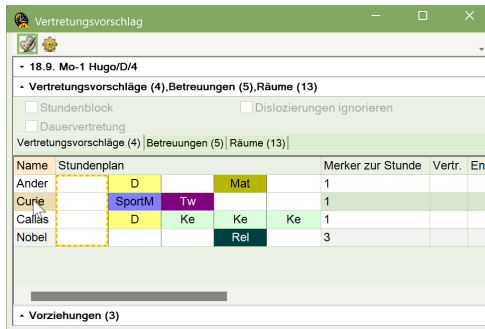 Vertretungsvorschlag
18.9. Mo-1 Hugo/D/4
Vertretungsvorschläge (4),Betreuungen (5),Räume (13)
Stundenblock Dislozierungen ignorieren
Dauervertretung
Vertretungsvorschläge (4) Betreuungen (5) Räume (13)
Name Stundenplan Merker zur Stunde Vertr. En
Ander D Mat 1
Curie SportM Tw 1
Callas D Ke Ke Ke 1
Nobel Rel 3
Vorziehungen (3)